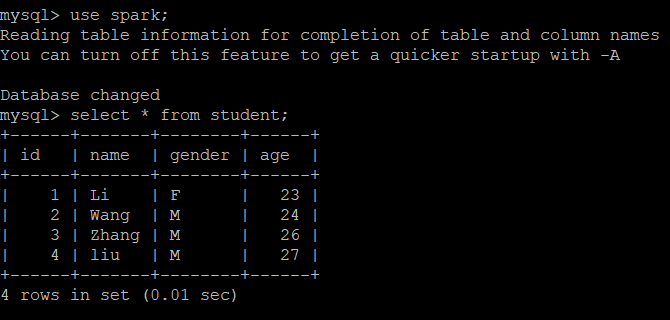 mysql> use spark;
Reading table information for completion of table and column names
You can turn off this feature to get a quicker startup with -A

Database changed
mysql> select * from student;
+------+-------+--------+------+
| id   | name  | gender | age  |
+------+-------+--------+------+
|    1 | Li    | F      |   23 |
|    2 | Wang  | M      |   24 |
|    3 | Zhang | M      |   26 |
|    4 | liu   | M      |   27 |
+------+-------+--------+------+
4 rows in set (0.01 sec)